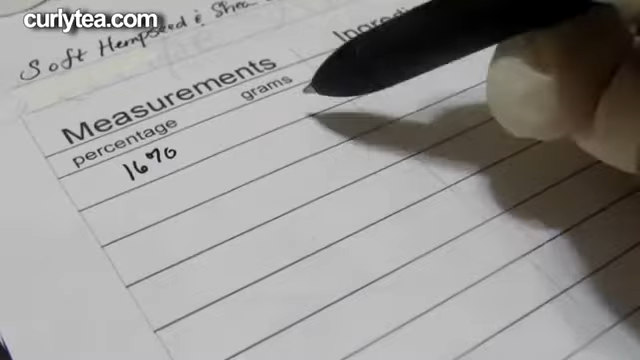 curlytea.com
Soft Hempseed & Shea
Measurements
percentage grams
16%